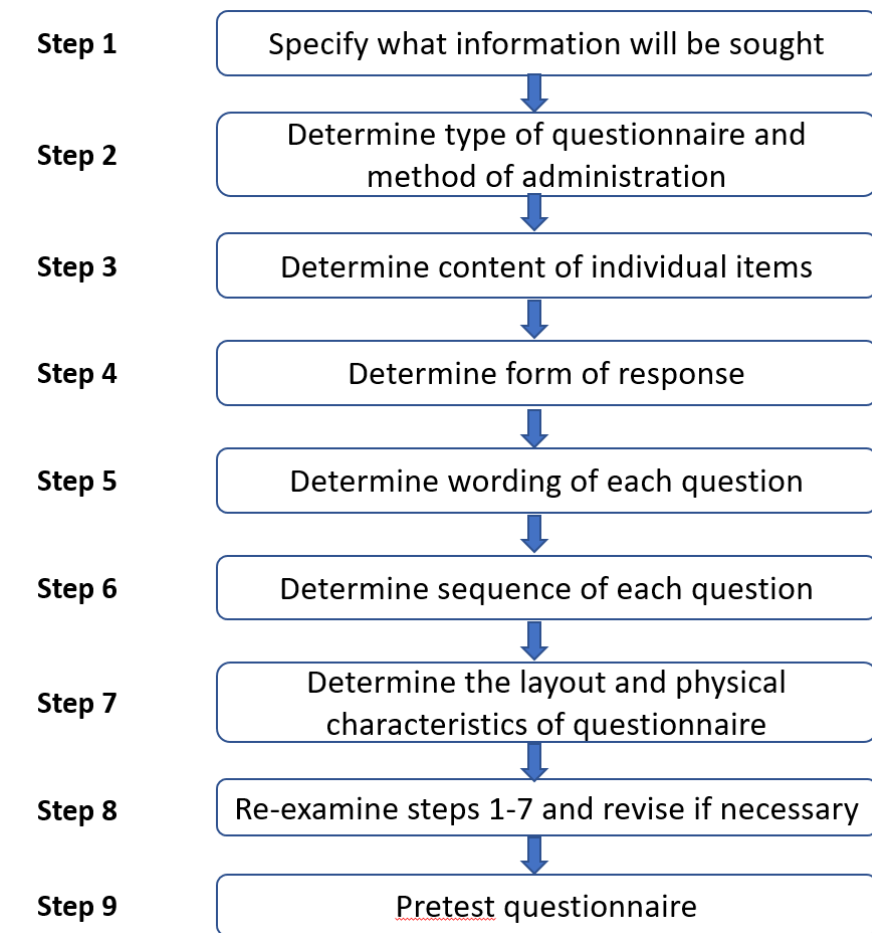 Step 1 Specify what information will be sought
Step 2 Determine type of questionnaire and
method of administration
Step 3 Determine content of individual items
Step 4 Determine form of response
Step 5 Determine wording of each question
Step 6 Determine sequence of each question
Step 7 Determine the layout and physical
characteristics of questionnaire
Step 8 Re-examine steps 1-7 and revise if necessary
Step 9 Pretest questionnaire